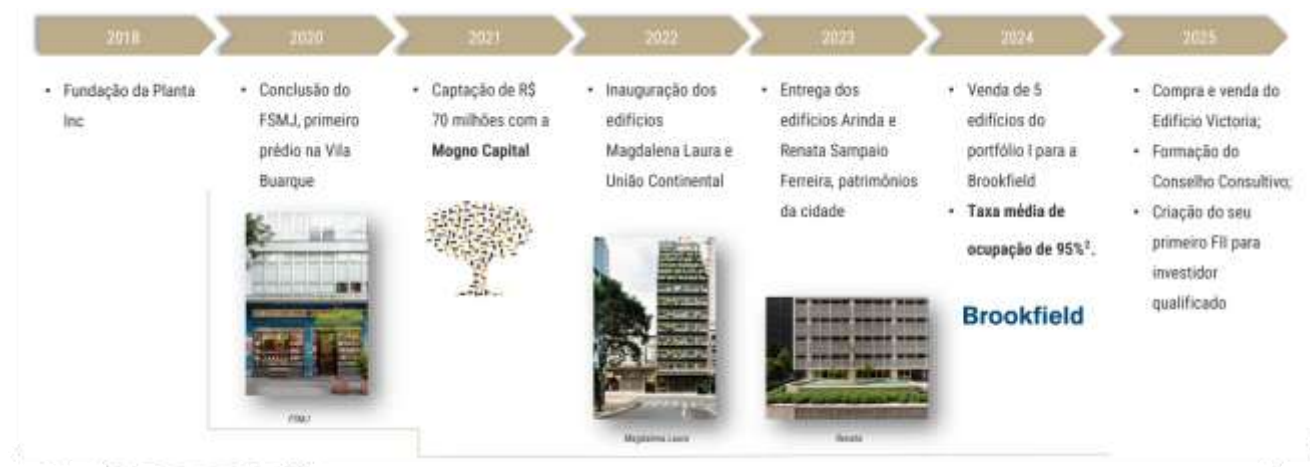 2018
2020
2021
2022
2023
2024
2025
• Fundação da Planta
Inc
• Conclusão do
FSMJ, primeiro
prédio na Vila
Buarque
FSMJ
• Captação de R$
70 milhões com a
Mogno Capital
• Inauguração dos
edifícios
Magdalena Laura e
União Continental
Magdalena Laura
• Entrega dos
edifícios Arinda e
Renata Sampaio
Ferreira, patrimônios
da cidade
Renata
• Venda de 5
edifícios do
portfólio I para a
Brookfield
• Taxa média de
ocupação de 95%².
Brookfield
• Compra e venda do
Edifício Victoria;
• Formação do
Conselho Consultivo;
• Criação do seu
primeiro FII para
investidor
qualificado